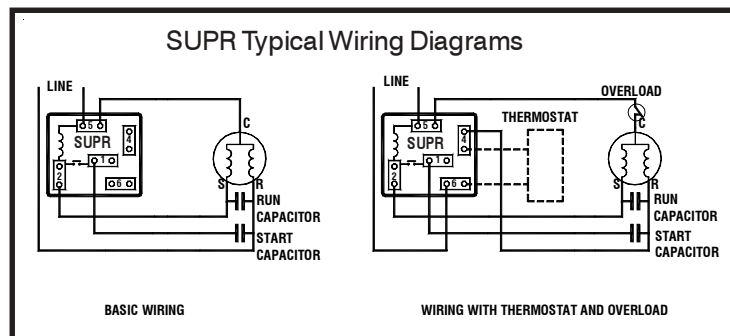 SUPR Typical Wiring Diagrams
LINE
5
SUPR
4
1
2
6
C
S R
RUN
CAPACITOR
START
CAPACITOR
BASIC WIRING
LINE
OVERLOAD
THERMOSTAT
5
SUPR
4
1
2
6
C
S R
RUN
CAPACITOR
START
CAPACITOR
WIRING WITH THERMOSTAT AND OVERLOAD